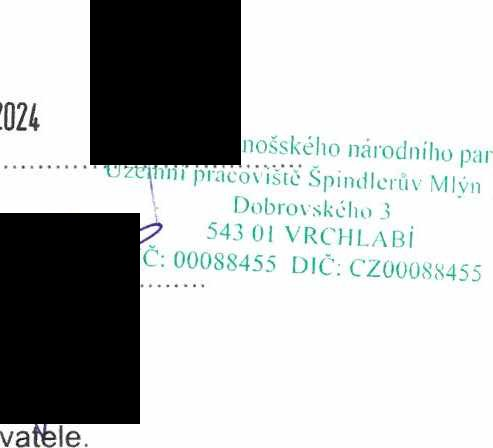 2024
nošského národního par
Územní pracoviště Špindlerův Mlýn
Dobrovského 3
543 01 VRCHLABÍ
Č: 00088455 DIČ: CZ00088455
vatele.